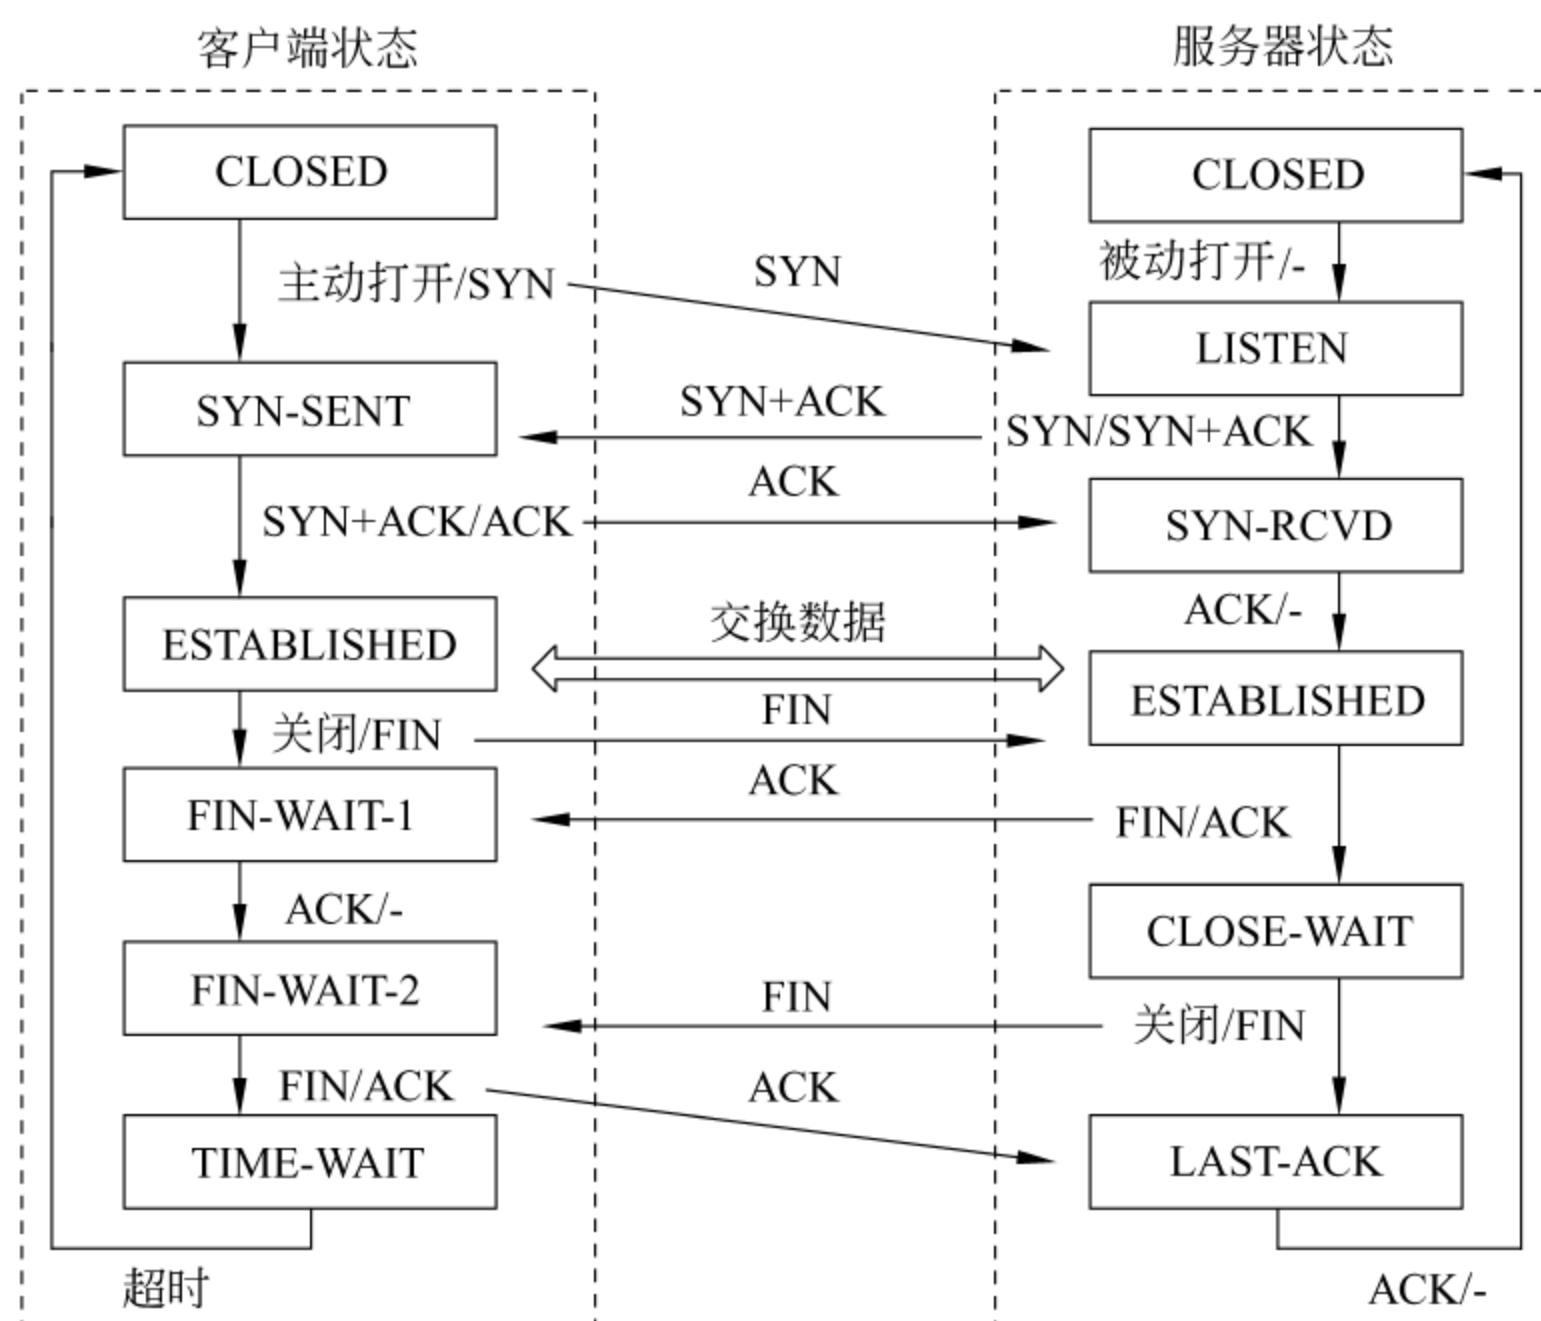 客户端状态
服务器状态
CLOSED
CLOSED
主动打开/SYN
SYN
被动打开/-
LISTEN
SYN-SENT
SYN+ACK
SYN/SYN+ACK
ACK
SYN+ACK/ACK
SYN-RCVD
ACK/-
交换数据
ESTABLISHED
ESTABLISHED
FIN
关闭/FIN
ACK
FIN-WAIT-1
FIN/ACK
ACK/-
CLOSE-WAIT
FIN-WAIT-2
FIN
关闭/FIN
FIN/ACK
ACK
TIME-WAIT
LAST-ACK
超时
ACK/-